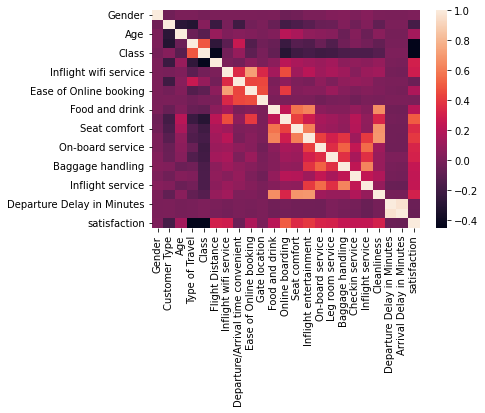 Gender
Age
Class
Inflight wifi service
Ease of Online booking
Food and drink
Seat comfort
On-board service
Baggage handling
Inflight service
Departure Delay in Minutes
satisfaction
Gender
Customer Type
Age
Type of Travel
Class
Flight Distance
Inflight wifi service
Departure/Arrival time convenient
Ease of Online booking
Gate location
Food and drink
Online boarding
Seat comfort
Inflight entertainment
On-board service
Leg room service
Baggage handling
Checkin service
Inflight service
Cleanliness
Departure Delay in Minutes
Arrival Delay in Minutes
satisfaction
1.0
0.8
0.6
0.4
0.2
0.0
−0.2
−0.4